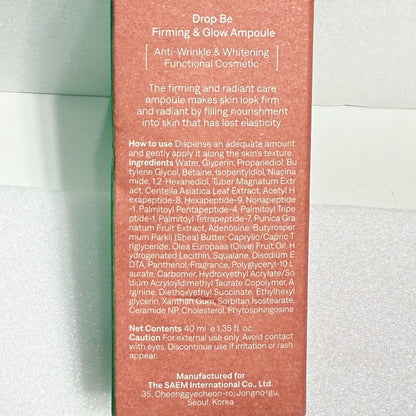 Drop Be
Firming & Glow Ampoule
Anti-Wrinkle & Whitening
Functional Cosmetic
The firming and radiant care
ampoule makes skin look firm
and radiant by filling nourishment
into skin that has lost elasticity.
How to use Dispense an adequate amount
and gently apply it along the skin's texture.
Ingredients Water, Glycerin, Propanediol, Bu
tylene Glycol, Betaine, Isopentyldiol, Niacina
mide, 1,2-Hexanediol, Tuber Magnatum Extr
act, Centella Asiatica Leaf Extract, Acetyl H
exapeptide-8, Hexapeptide-9, Nonapeptide
-1, Palmitoyl Pentapeptide-4, Palmitoyl Tripe
ptide-1, Palmitoyl Tetrapeptide-7, Punica Gra
natum Fruit Extract, Adenosine, Butyrosper
mum Parkii (Shea) Butter, Caprylic/Capric T
riglyceride, Olea Europaea (Olive) Fruit Oil, H
ydrogenated Lecithin, Squalane, Disodium E
DTA, Panthenol, Fragrance, Polyglyceryl-10 L
aurate, Carbomer, Hydroxyethyl Acrylate/So
dium Acryloyldimethyl Taurate Copolymer, A
rginine, Diethoxyethyl Succinate, Ethylhexyl
glycerin, Xanthan Gum, Sorbitan Isostearate,
Ceramide NP, Cholesterol, Phytosphingosine
Net Contents 40 ml e 1.35 fl. oz.
Caution For external use only. Avoid contact
with eyes. Discontinue use if irritation or rash
appear.
Manufactured for
The SAEM International Co., Ltd.
35, Cheonggyecheon-ro, Jongno-gu,
Seoul, Korea